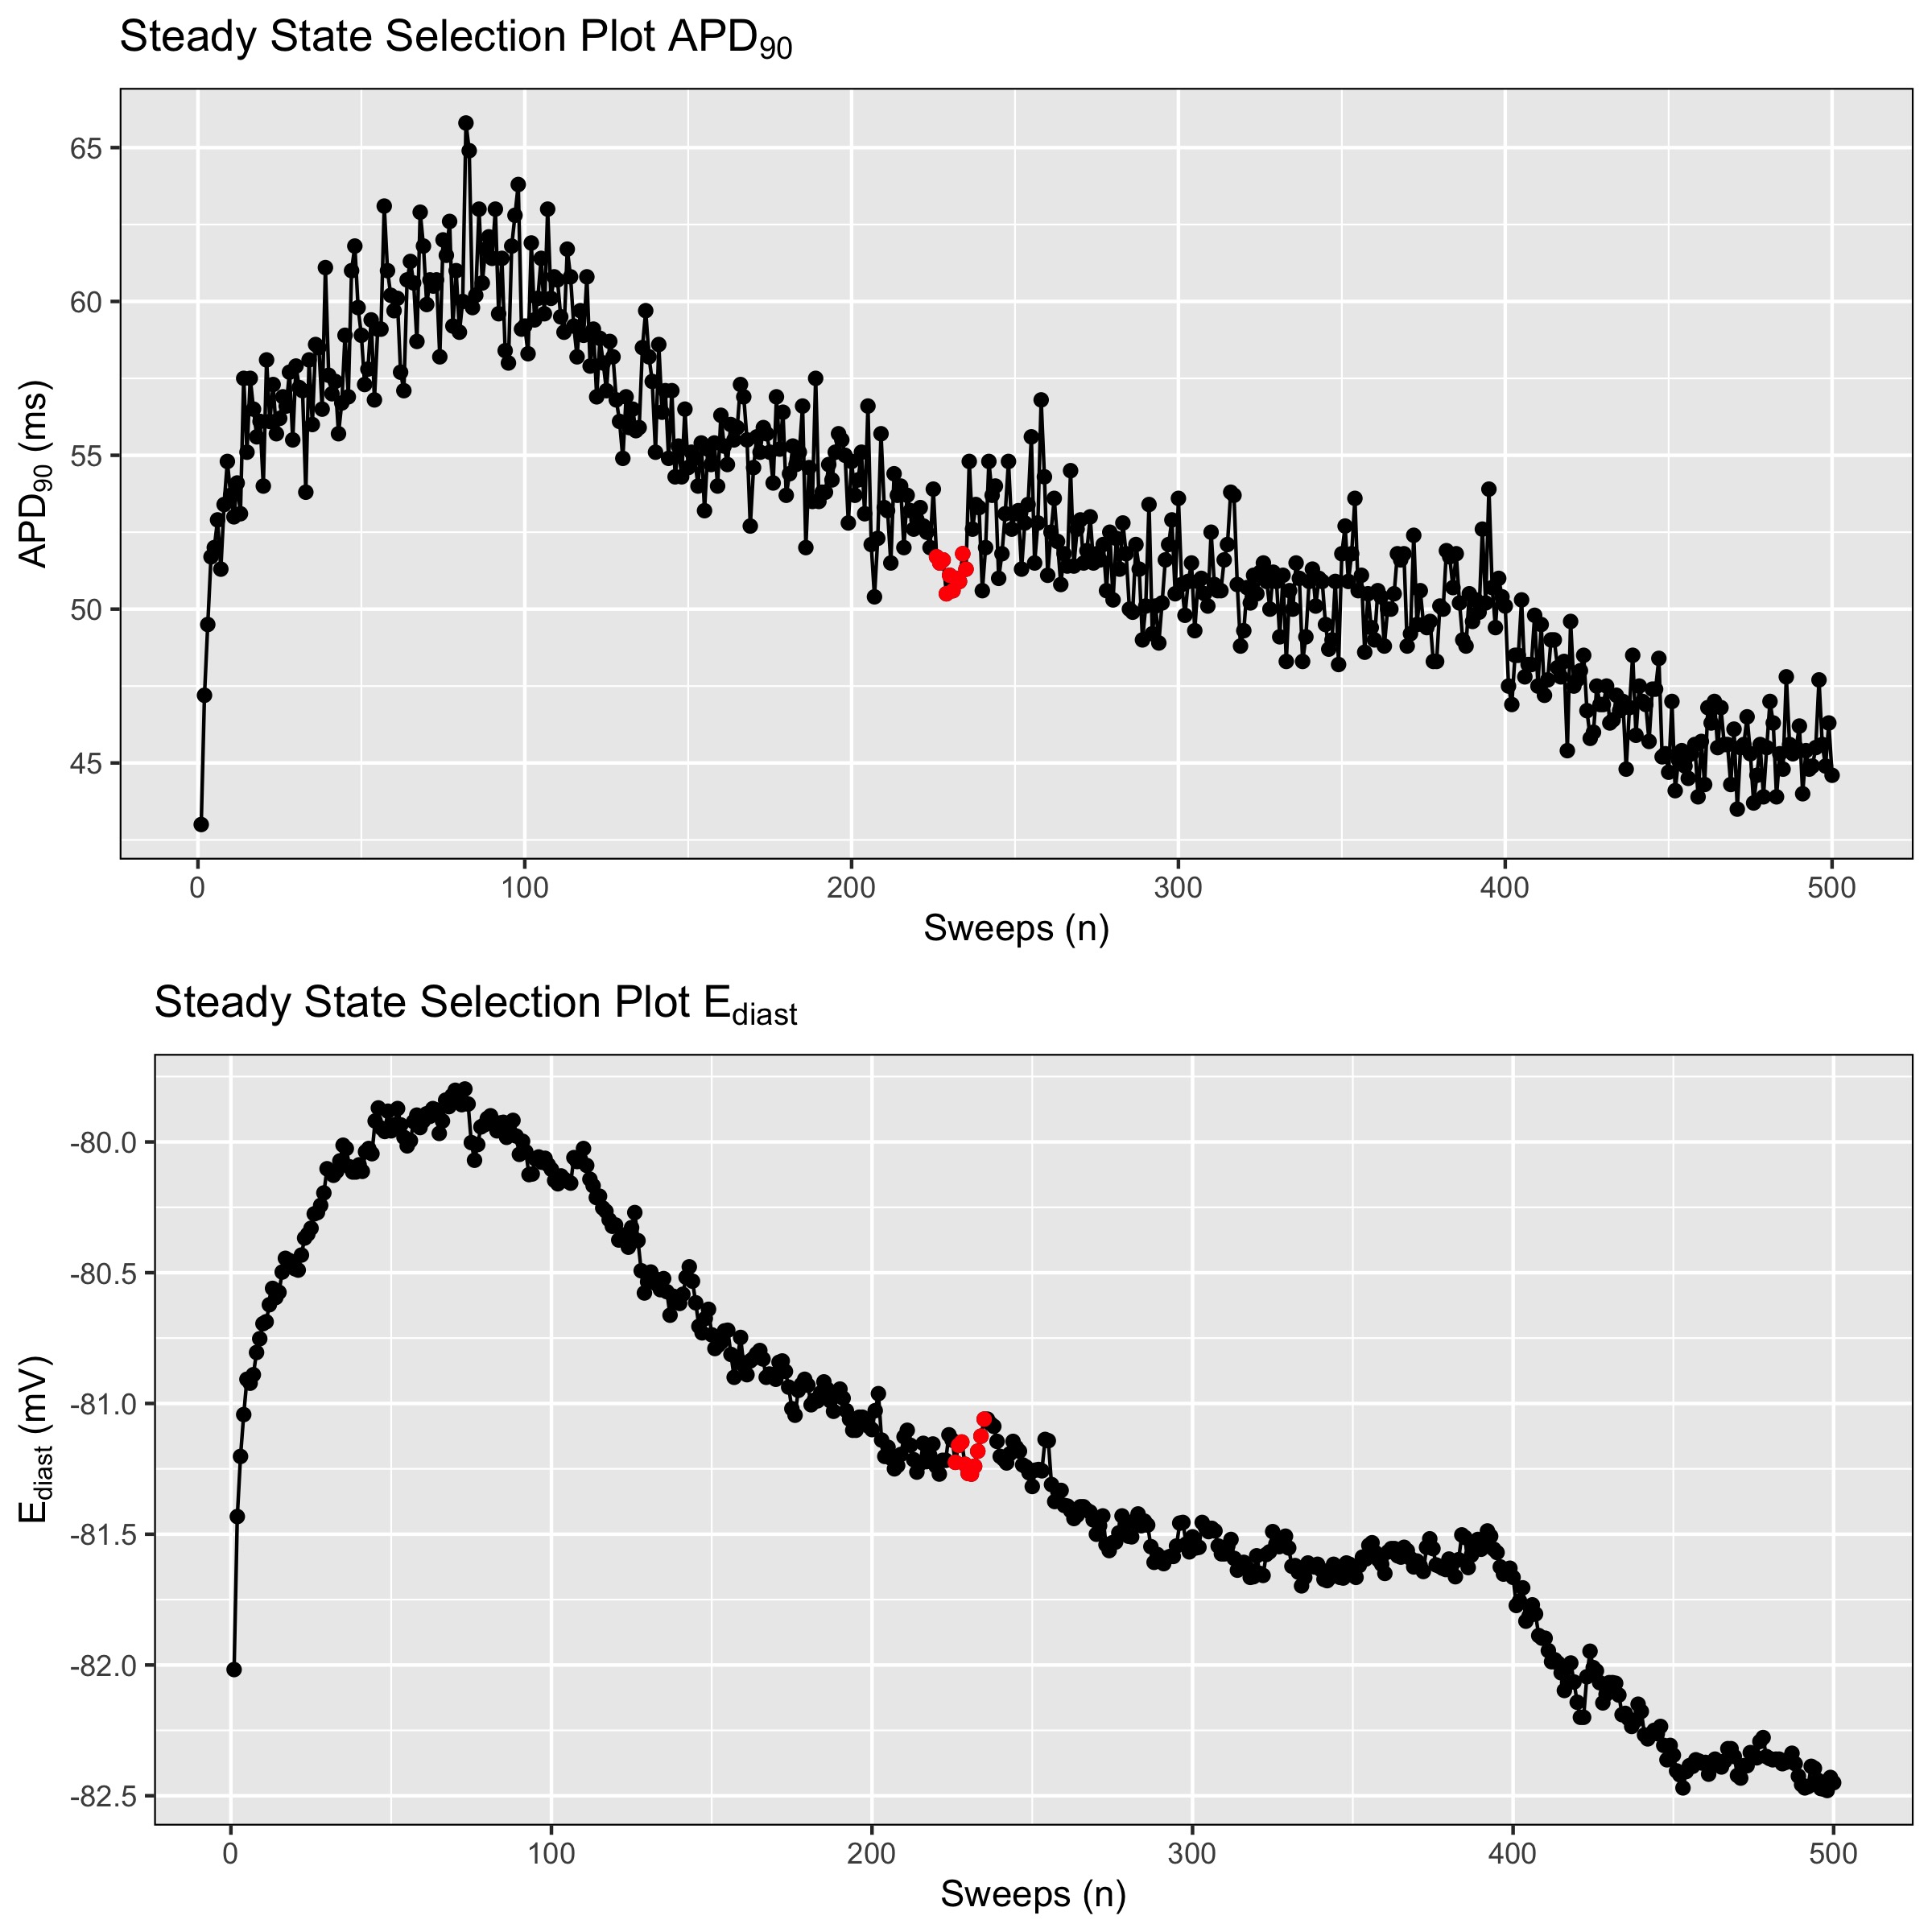 Steady State Selection Plot APD90
65
60
55
50
45
APD90 (ms)
0 100 200 300 400 500
Sweeps (n)
Steady State Selection Plot Ediast
-80.0
-80.5
-81.0
-81.5
-82.0
-82.5
Ediast (mV)
0 100 200 300 400 500
Sweeps (n)